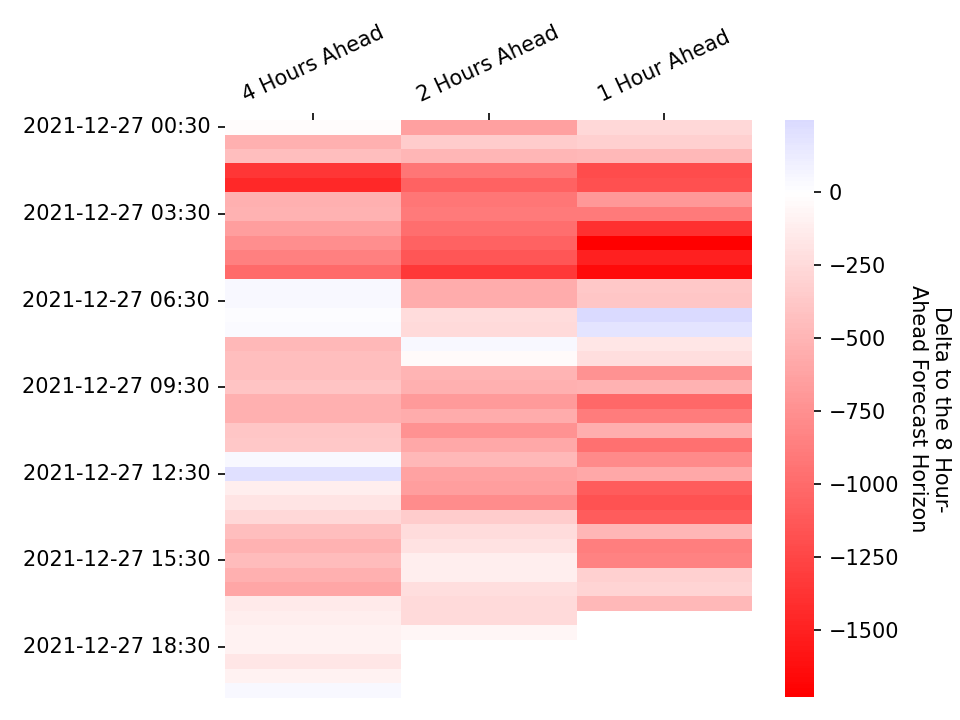 4 Hours Ahead
2 Hours Ahead
1 Hour Ahead
2021-12-27 00:30
2021-12-27 03:30
2021-12-27 06:30
2021-12-27 09:30
2021-12-27 12:30
2021-12-27 15:30
2021-12-27 18:30
0
−250
−500
−750
−1000
−1250
−1500
Delta to the 8 Hour-
Ahead Forecast Horizon